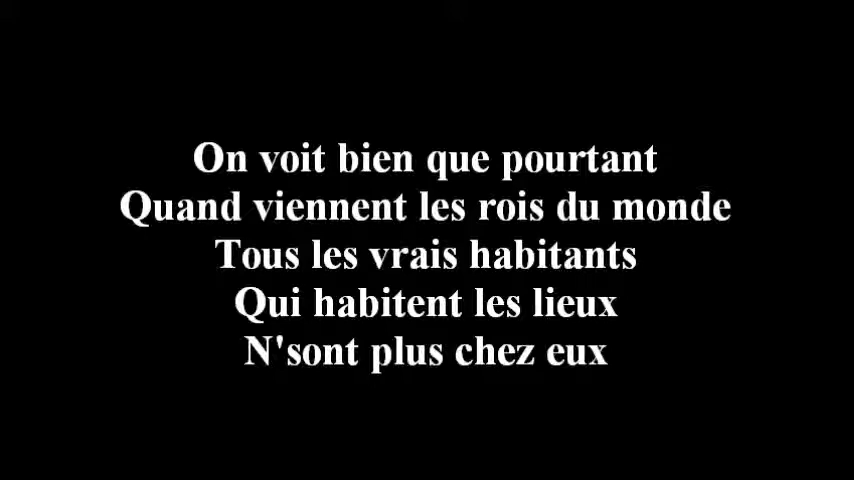 On voit bien que pourtant
Quand viennent les rois du monde
Tous les vrais habitants
Qui habitent les lieux
N'sont plus chez eux